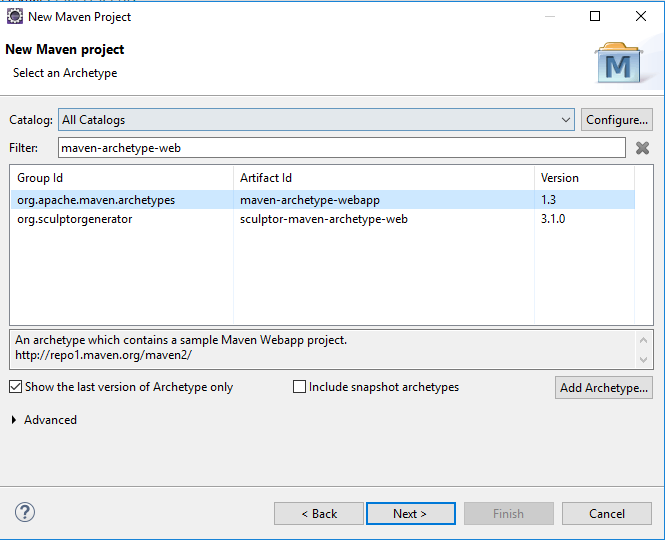 New Maven Project
New Maven project
Select an Archetype
M
Catalog: All Catalogs Configure...
Filter: maven-archetype-web
Group Id Artifact Id Version
org.apache.maven.archetypes maven-archetype-webapp 1.3
org.sculptorgenerator sculptor-maven-archetype-web 3.1.0
An archetype which contains a sample Maven Webapp project.
http://repo1.maven.org/maven2/
Show the last version of Archetype only Include snapshot archetypes Add Archetype...
Advanced
? < Back Next > Finish Cancel